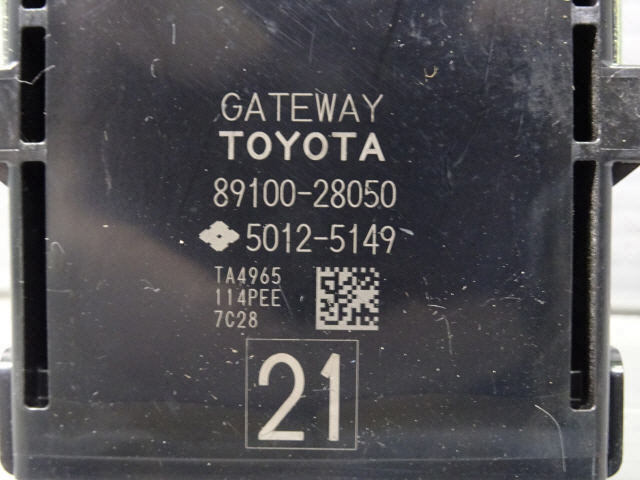 GATEWAY
TOYOTA
89100-28050
5012-5149
TA4965
114PEE
7C28
21